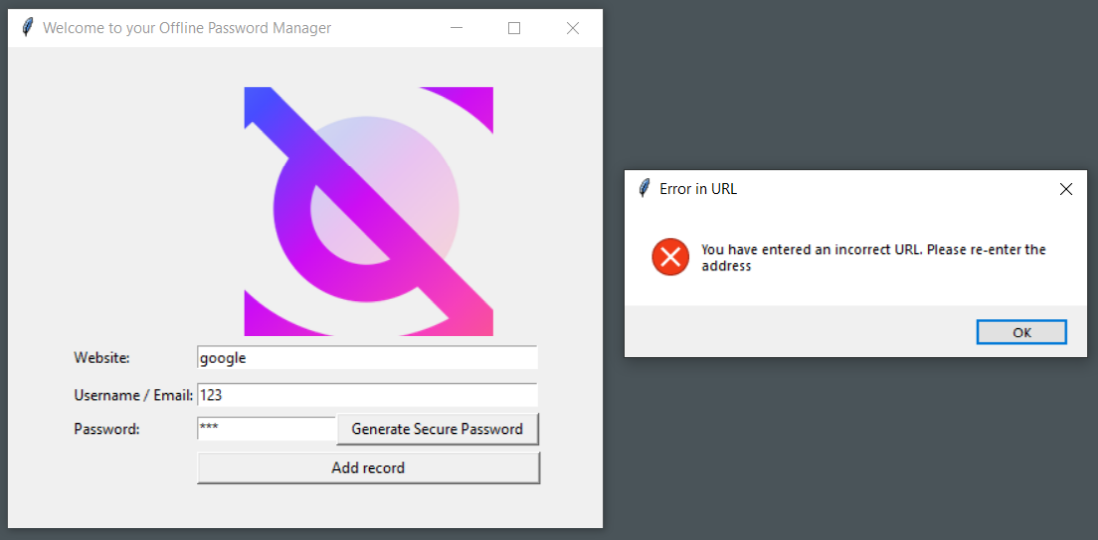 Welcome to your Offline Password Manager
Website:
google
Username / Email:
123
Password:
***
Generate Secure Password
Add record
Error in URL
You have entered an incorrect URL. Please re-enter the
address
OK